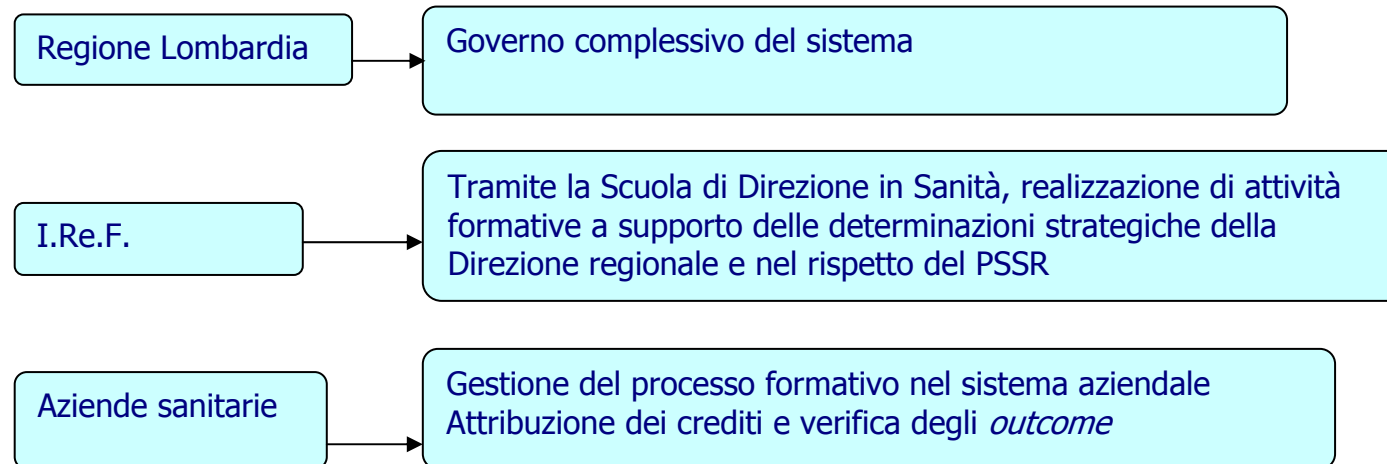 Regione Lombardia
Governo complessivo del sistema
I.Re.F.
Tramite la Scuola di Direzione in Sanità, realizzazione di attività
formative a supporto delle determinazioni strategiche della
Direzione regionale e nel rispetto del PSSR
Aziende sanitarie
Gestione del processo formativo nel sistema aziendale
Attribuzione dei crediti e verifica degli outcome